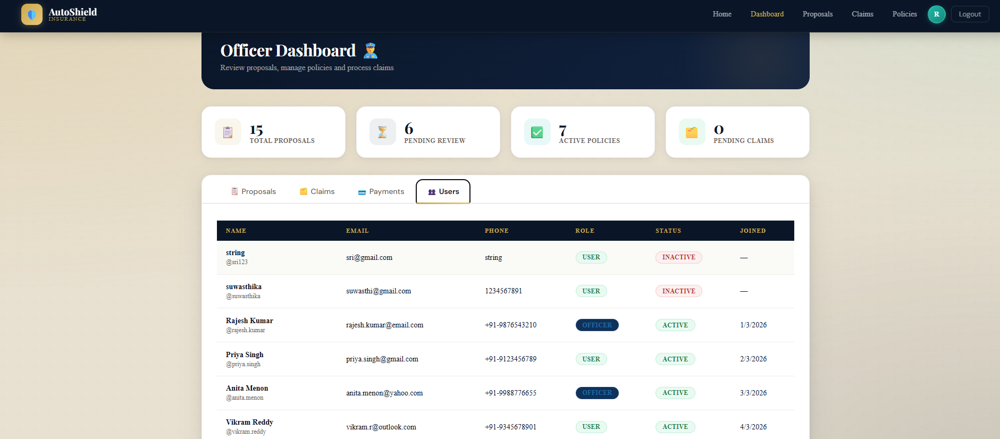 AutoShield
INSURANCE
Home Dashboard Proposals Claims Policies R Logout
Officer Dashboard
Review proposals, manage policies and process claims
15
TOTAL PROPOSALS
6
PENDING REVIEW
7
ACTIVE POLICIES
0
PENDING CLAIMS
Proposals Claims Payments Users
NAME EMAIL PHONE ROLE STATUS JOINED
string
@sri123
sri@gmail.com string USER INACTIVE —
suwasthika
@suwasthika
suwasthi@gmail.com 1234567891 USER INACTIVE —
Rajesh Kumar
@rajesh.kumar
rajesh.kumar@email.com +91-9876543210 OFFICER ACTIVE 1/3/2026
Priya Singh
@priya.singh
priya.singh@gmail.com +91-9123456789 USER ACTIVE 2/3/2026
Anita Menon
@anita.menon
anita.menon@yahoo.com +91-9988776655 OFFICER ACTIVE 3/3/2026
Vikram Reddy
@vikram.reddy
vikram.r@outlook.com +91-9345678901 USER ACTIVE 4/3/2026